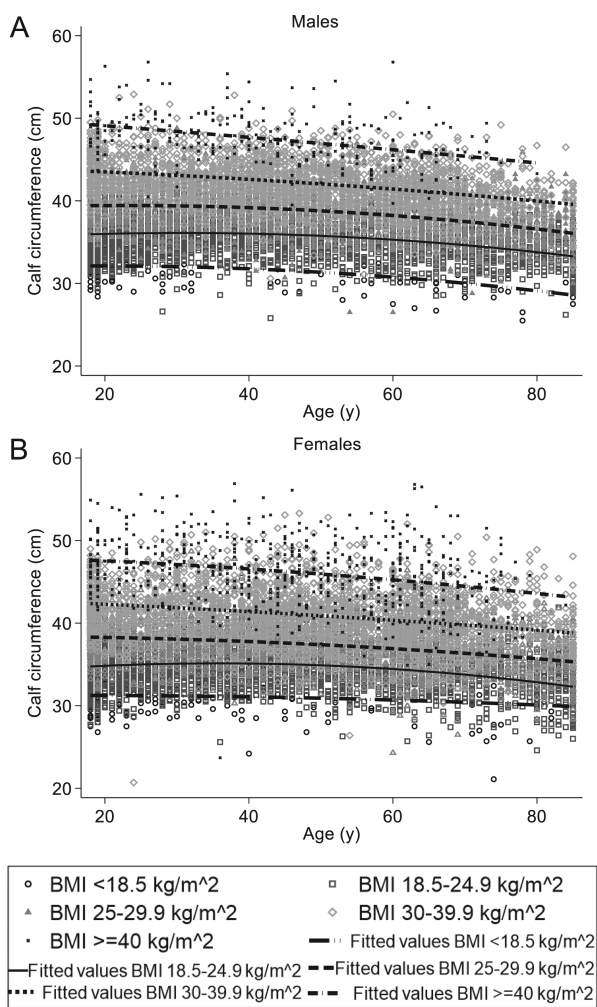 A
Males
60
50
40
30
20
Calf circumference (cm)
20 40 60 80
Age (y)
B
Females
60
50
40
30
20
Calf circumference (cm)
20 40 60 80
Age (y)
BMI <18.5 kg/m^2 BMI 18.5-24.9 kg/m^2
BMI 25-29.9 kg/m^2 BMI 30-39.9 kg/m^2
BMI >=40 kg/m^2 Fitted values BMI <18.5 kg/m^2
Fitted values BMI 18.5-24.9 kg/m^2 Fitted values BMI 25-29.9 kg/m^2
Fitted values BMI 30-39.9 kg/m^2 Fitted values BMI >=40 kg/m^2